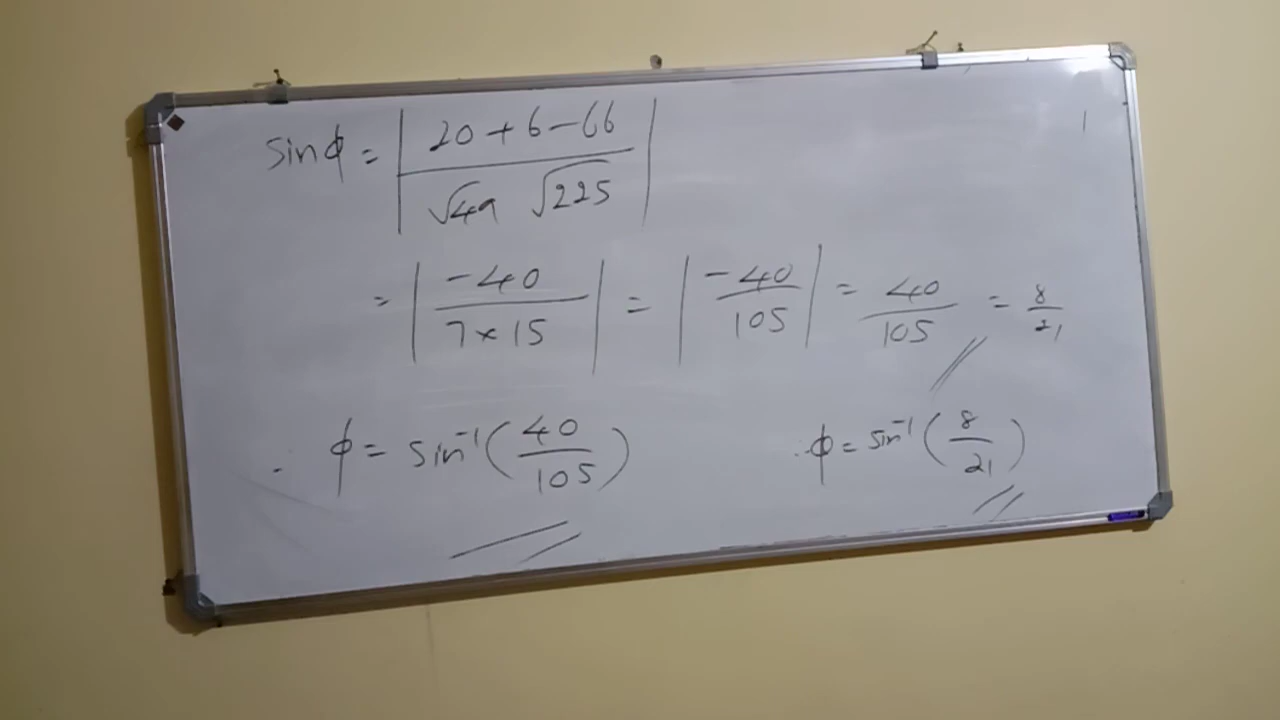 sinϕ = | (20 + 6 - 66) / (√49 √225) |
= | -40 / (7 × 15) | = | -40 / 105 | = 40 / 105 = 8 / 21
ϕ = sin⁻¹(40 / 105)    ∴ ϕ = sin⁻¹(8 / 21)